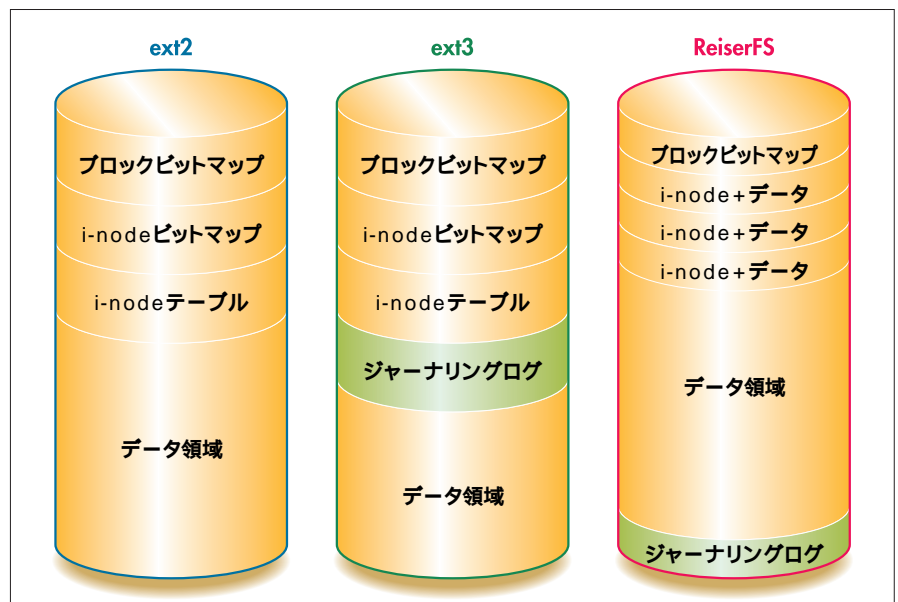 ext2
ブロックビットマップ
i-nodeビットマップ
i-nodeテーブル
データ領域
ext3
ブロックビットマップ
i-nodeビットマップ
i-nodeテーブル
ジャーナリングログ
データ領域
ReiserFS
ブロックビットマップ
i-node+データ
i-node+データ
i-node+データ
データ領域
ジャーナリングログ